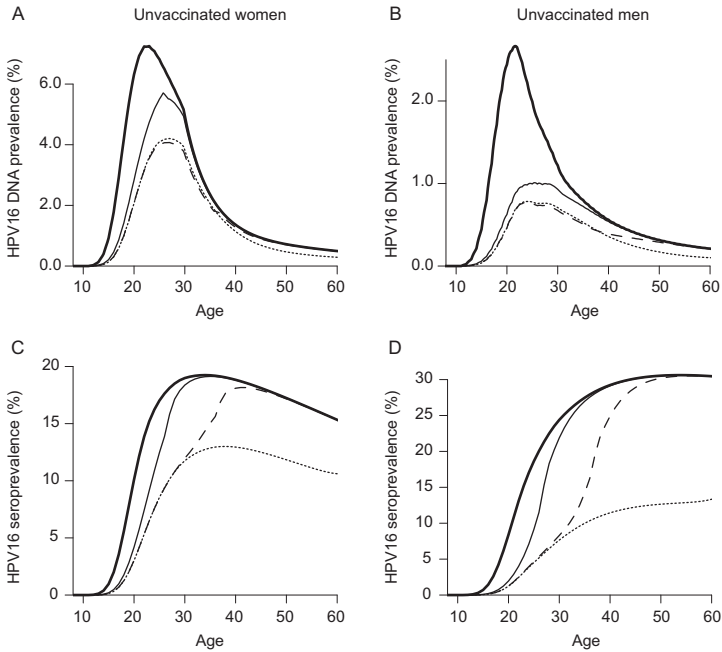 A Unvaccinated women
HPV16 DNA prevalence (%)
6.0
4.0
2.0
0.0
10 20 30 40 50 60
Age
B Unvaccinated men
HPV16 DNA prevalence (%)
2.0
1.0
0.0
10 20 30 40 50 60
Age
C
HPV16 seroprevalence (%)
20
15
10
5
0
10 20 30 40 50 60
Age
D
HPV16 seroprevalence (%)
30
25
20
15
10
5
0
10 20 30 40 50 60
Age